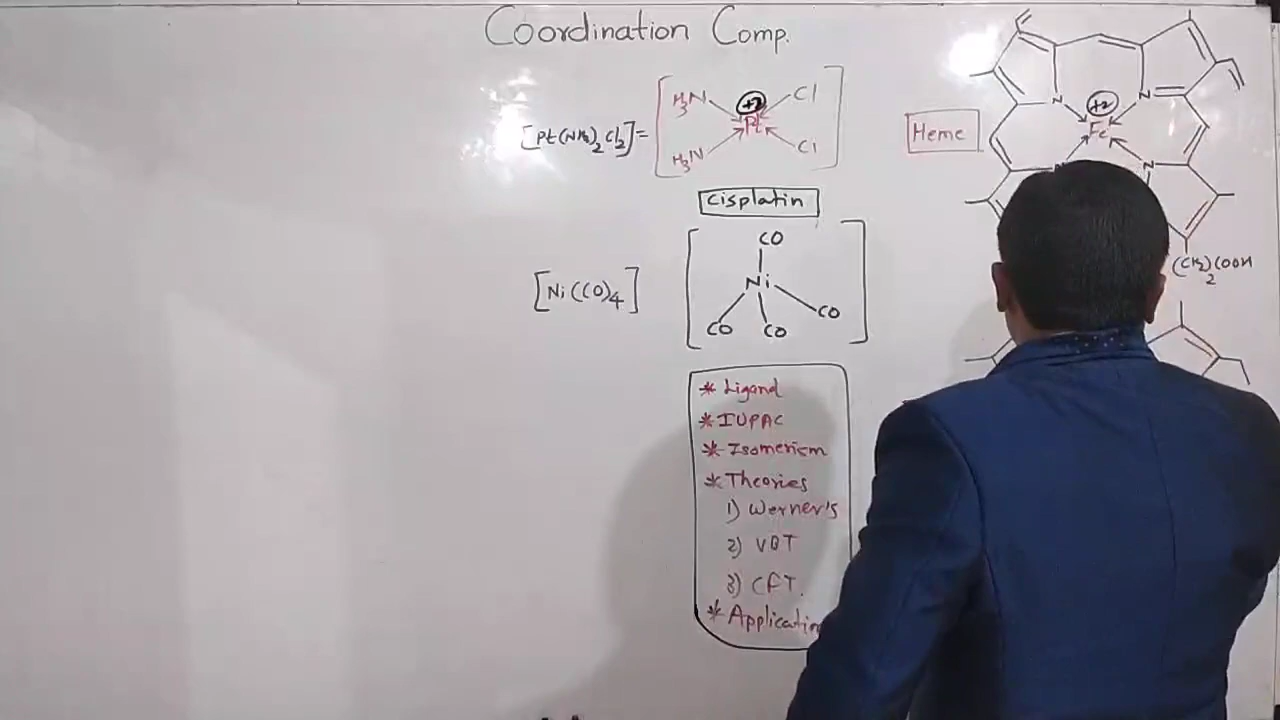 Coordination Comp.
[Pt(NH3)2Cl2]=
H3N
Cl
+2
Pt
H3N
Cl
Cisplatin
[Ni(CO)4]
CO
Ni
CO
CO
CO
* Ligand
* IUPAC
* Isomerism
* Theories
1) Werner's
2) VBT
3) CFT.
* Application
Heme
N
N
+2
Fe
N
N
(CH2)2COOH